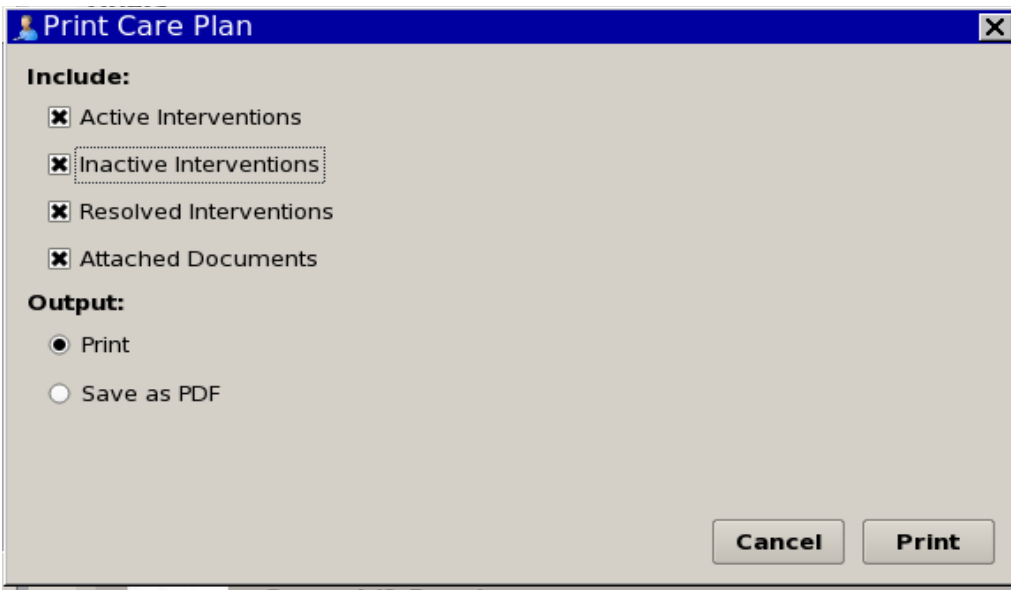 Print Care Plan
Include:
Active Interventions
Inactive Interventions
Resolved Interventions
Attached Documents
Output:
Print
Save as PDF
Cancel Print